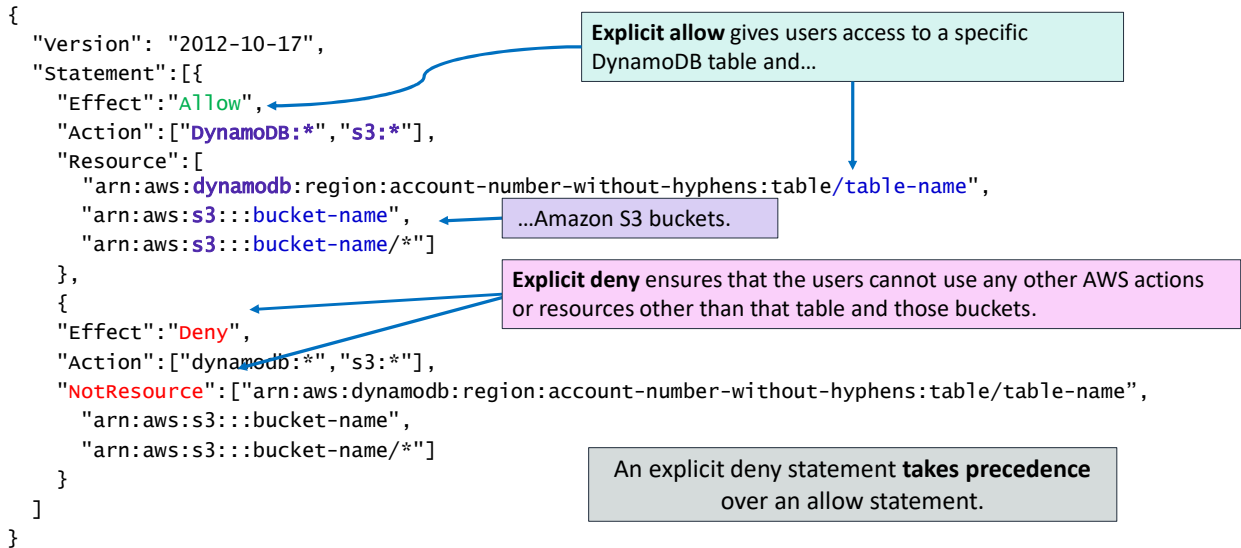 {
"Version": "2012-10-17",
"Statement":[{
"Effect":"Allow",
"Action":["DynamoDB:*","s3:*"],
"Resource":[
"arn:aws:dynamodb:region:account-number-without-hyphens:table/table-name",
"arn:aws:s3:::bucket-name",
"arn:aws:s3:::bucket-name/*"]
},
{
"Effect":"Deny",
"Action":["dynamodb:*","s3:*"],
"NotResource":["arn:aws:dynamodb:region:account-number-without-hyphens:table/table-name”,
"arn:aws:s3:::bucket-name",
"arn:aws:s3:::bucket-name/*"]
}
]
}
Explicit allow gives users access to a specific
DynamoDB table and…
…Amazon S3 buckets.
Explicit deny ensures that the users cannot use any other AWS actions
or resources other than that table and those buckets.
An explicit deny statement takes precedence
over an allow statement.